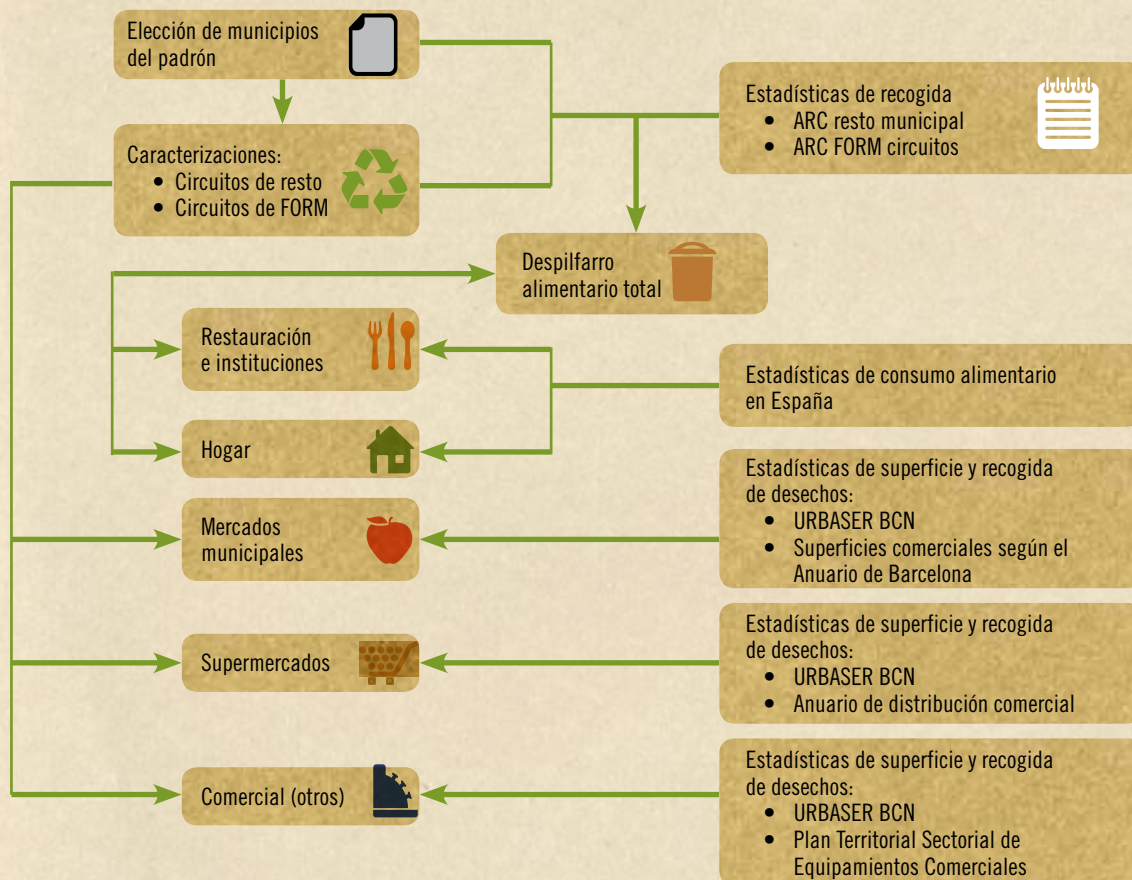 Elección de municipios
del padrón
Estadísticas de recogida
• ARC resto municipal
• ARC FORM circuitos
Caracterizaciones:
• Circuitos de resto
• Circuitos de FORM
Despilfarro
alimentario total
Restauración
e instituciones
Estadísticas de consumo alimentario
en España
Hogar
Mercados
municipales
Estadísticas de superficie y recogida
de desechos:
• URBASER BCN
• Superficies comerciales según el
Anuario de Barcelona
Supermercados
Estadísticas de superficie y recogida
de desechos:
• URBASER BCN
• Anuario de distribución comercial
Comercial (otros)
Estadísticas de superficie y recogida
de desechos:
• URBASER BCN
• Plan Territorial Sectorial de
Equipamientos Comerciales